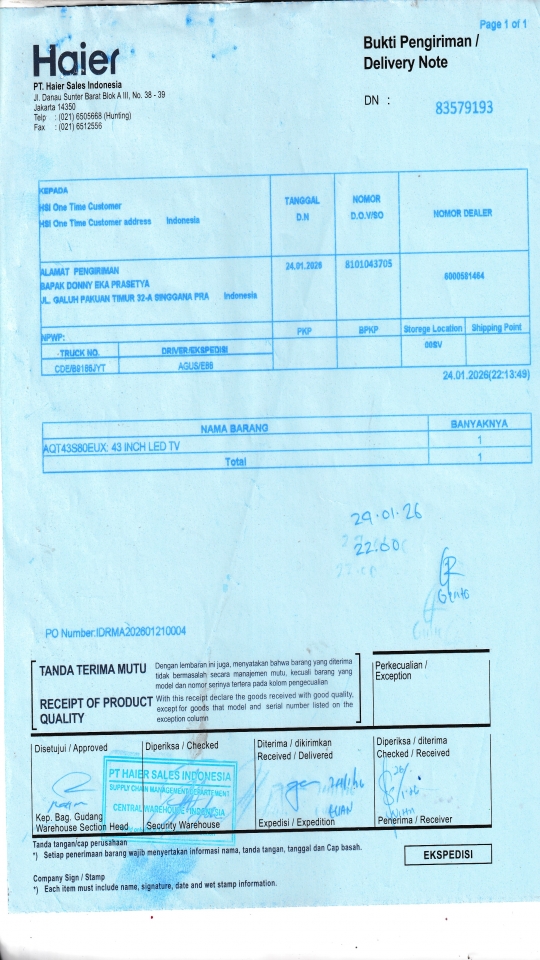 Page 1 of 1
Haier
Bukti Pengiriman /
Delivery Note
PT. Haier Sales Indonesia
Jl. Danau Sunter Barat Blok A III, No. 38 - 39
Jakarta 14350
Telp : (021) 6505668 (Hunting)
Fax : (021) 6512556
DN : 83579193
KEPADA
HSI One Time Customer
HSI One Time Customer address Indonesia
TANGGAL
D.N
NOMOR
D.O.V/SO
NOMOR DEALER
ALAMAT PENGIRIMAN
BAPAK DONNY EKA PRASETYA
JL. GALUH PAKUAN TIMUR 32-A SINGGANA PRA Indonesia
24.01.2026
8101043705
6000581464
NPWP:
PKP
BPKP
Storege Location
Shipping Point
00SV
TRUCK NO.
DRIVER/EKSPEDISI
CDE/B9186JYT
24.01.2026(22:13:49)
NAMA BARANG
BANYAKNYA
AQT43S80EUX: 43 INCH LED TV
1
Total
1
29.01.26
22.00
PO Number:IDRMA202601210004
TANDA TERIMA MUTU
Dengan lembaran ini juga, menyatakan bahwa barang yang diterima
tidak bermasalah secara manajemen mutu, kecuali barang yang
model dan nomor serinya tertera pada kolom pengecualian
RECEIPT OF PRODUCT
QUALITY
With this receipt declare the goods received with good quality,
except for goods that model and serial number listed on the
exception column
Perkecualian /
Exception
Disetujui / Approved
Diperiksa / Checked
Diterima / dikirimkan
Received / Delivered
Diperiksa / diterima
Checked / Received
PT HAIER SALES INDONESIA
SUPPLY CHAIN MANAGEMENT DEPARTEMENT
CENTRAL WAREHOUSE - INDONESIA
Kep. Bag. Gudang
Warehouse Section Head
Security Warehouse
Expedisi / Expedition
Penerima / Receiver
Tanda tangan/cap perusahaan
*) Setiap penerimaan barang wajib menyertakan informasi nama, tanda tangan, tanggal dan Cap basah.
EKSPEDISI
Company Sign / Stamp
*) Each item must include name, signature, date and wet stamp information.